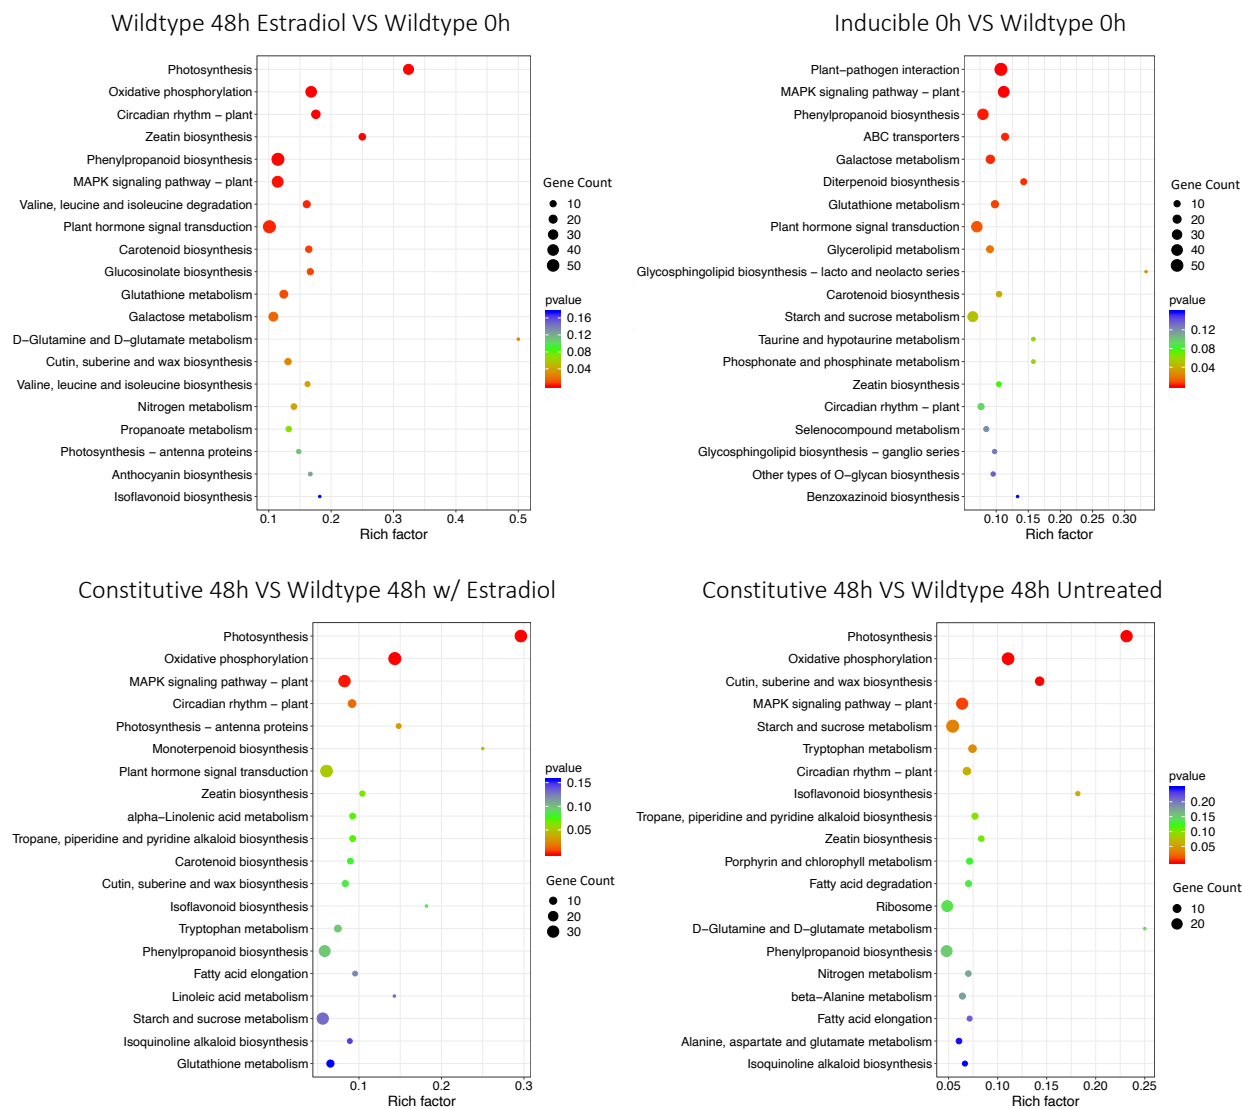 Wildtype 48h Estradiol VS Wildtype 0h
Photosynthesis
Oxidative phosphorylation
Circadian rhythm − plant
Zeatin biosynthesis
Phenylpropanoid biosynthesis
MAPK signaling pathway − plant
Valine, leucine and isoleucine degradation
Plant hormone signal transduction
Carotenoid biosynthesis
Glucosinolate biosynthesis
Glutathione metabolism
Galactose metabolism
D−Glutamine and D−glutamate metabolism
Cutin, suberine and wax biosynthesis
Valine, leucine and isoleucine biosynthesis
Nitrogen metabolism
Propanoate metabolism
Photosynthesis − antenna proteins
Anthocyanin biosynthesis
Isoflavonoid biosynthesis
0.1 0.2 0.3 0.4 0.5
Rich factor
Gene Count
10
20
30
40
50
pvalue
0.16
0.12
0.08
0.04
Inducible 0h VS Wildtype 0h
Plant−pathogen interaction
MAPK signaling pathway − plant
Phenylpropanoid biosynthesis
ABC transporters
Galactose metabolism
Diterpenoid biosynthesis
Glutathione metabolism
Plant hormone signal transduction
Glycerolipid metabolism
Glycosphingolipid biosynthesis − lacto and neolacto series
Carotenoid biosynthesis
Starch and sucrose metabolism
Taurine and hypotaurine metabolism
Phosphonate and phosphinate metabolism
Zeatin biosynthesis
Circadian rhythm − plant
Selenocompound metabolism
Glycosphingolipid biosynthesis − ganglio series
Other types of O−glycan biosynthesis
Benzoxazinoid biosynthesis
0.10 0.15 0.20 0.25 0.30
Rich factor
Gene Count
10
20
30
40
50
pvalue
0.12
0.08
0.04
Constitutive 48h VS Wildtype 48h w/ Estradiol
Photosynthesis
Oxidative phosphorylation
MAPK signaling pathway − plant
Circadian rhythm − plant
Photosynthesis − antenna proteins
Monoterpenoid biosynthesis
Plant hormone signal transduction
Zeatin biosynthesis
alpha−Linolenic acid metabolism
Tropane, piperidine and pyridine alkaloid biosynthesis
Carotenoid biosynthesis
Cutin, suberine and wax biosynthesis
Isoflavonoid biosynthesis
Tryptophan metabolism
Phenylpropanoid biosynthesis
Fatty acid elongation
Linoleic acid metabolism
Starch and sucrose metabolism
Isoquinoline alkaloid biosynthesis
Glutathione metabolism
0.1 0.2 0.3
Rich factor
pvalue
0.15
0.10
0.05
Gene Count
10
20
30
Constitutive 48h VS Wildtype 48h Untreated
Photosynthesis
Oxidative phosphorylation
Cutin, suberine and wax biosynthesis
MAPK signaling pathway − plant
Starch and sucrose metabolism
Tryptophan metabolism
Circadian rhythm − plant
Isoflavonoid biosynthesis
Tropane, piperidine and pyridine alkaloid biosynthesis
Zeatin biosynthesis
Porphyrin and chlorophyll metabolism
Fatty acid degradation
Ribosome
D−Glutamine and D−glutamate metabolism
Phenylpropanoid biosynthesis
Nitrogen metabolism
beta−Alanine metabolism
Fatty acid elongation
Alanine, aspartate and glutamate metabolism
Isoquinoline alkaloid biosynthesis
0.05 0.10 0.15 0.20 0.25
Rich factor
pvalue
0.20
0.15
0.10
0.05
Gene Count
10
20